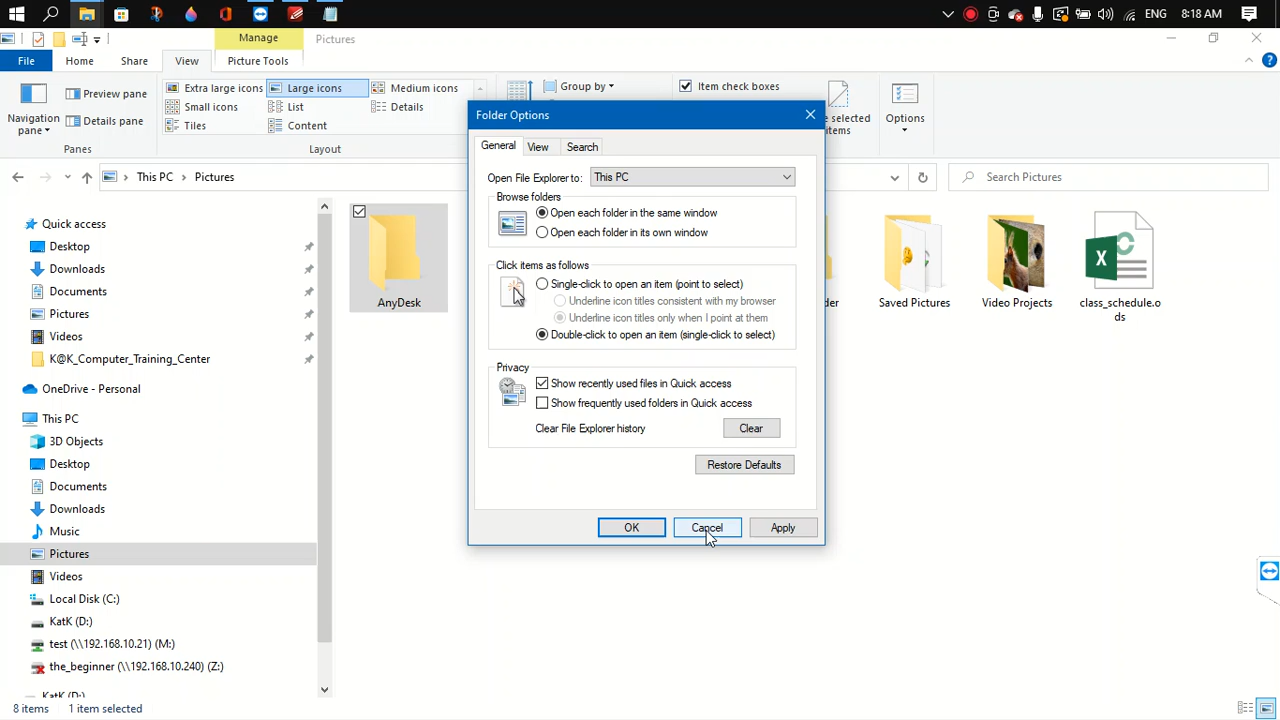 ENG 8:18 AM
Manage Pictures
File Home Share View Picture Tools
Navigation pane
Preview pane
Details pane
Panes
Extra large icons Large icons Medium icons
Small icons List Details
Tiles Content
Layout
Group by
Item check boxes
selected
Options
This PC Pictures
Search Pictures
Quick access
Desktop
Downloads
Documents
Pictures
Videos
K@K_Computer_Training_Center
OneDrive - Personal
This PC
3D Objects
Desktop
Documents
Downloads
Music
Pictures
Videos
Local Disk (C:)
KatK (D:)
test (\\192.168.10.21) (M:)
the_beginner (\\192.168.10.240) (Z:)
KatK (D:)
AnyDesk
Saved Pictures
Video Projects
class_schedule.o
ds
Folder Options
General View Search
Open File Explorer to: This PC
Browse folders
Open each folder in the same window
Open each folder in its own window
Click items as follows
Single-click to open an item (point to select)
Underline icon titles consistent with my browser
Underline icon titles only when I point at them
Double-click to open an item (single-click to select)
Privacy
Show recently used files in Quick access
Show frequently used folders in Quick access
Clear File Explorer history Clear
Restore Defaults
OK Cancel Apply
8 items 1 item selected